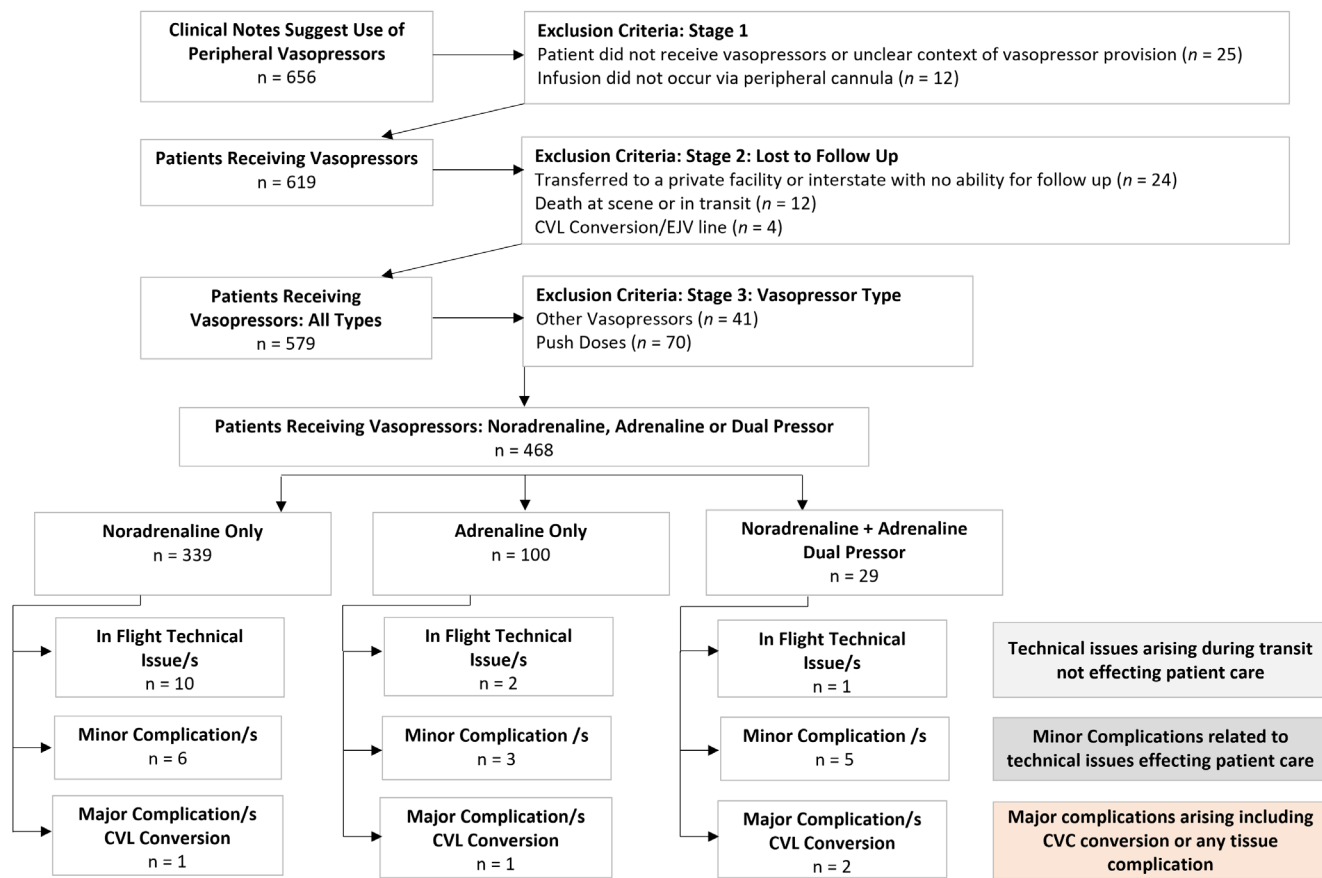 Clinical Notes Suggest Use of
Peripheral Vasopressors
n = 656
Exclusion Criteria: Stage 1
Patient did not receive vasopressors or unclear context of vasopressor provision (n = 25)
Infusion did not occur via peripheral cannula (n = 12)
Patients Receiving Vasopressors
n = 619
Exclusion Criteria: Stage 2: Lost to Follow Up
Transferred to a private facility or interstate with no ability for follow up (n = 24)
Death at scene or in transit (n = 12)
CVL Conversion/EJV line (n = 4)
Patients Receiving
Vasopressors: All Types
n = 579
Exclusion Criteria: Stage 3: Vasopressor Type
Other Vasopressors (n = 41)
Push Doses (n = 70)
Patients Receiving Vasopressors: Noradrenaline, Adrenaline or Dual Pressor
n = 468
Noradrenaline Only
n = 339
Adrenaline Only
n = 100
Noradrenaline + Adrenaline
Dual Pressor
n = 29
In Flight Technical
Issue/s
n = 10
In Flight Technical
Issue/s
n = 2
In Flight Technical
Issue/s
n = 1
Technical issues arising during transit
not effecting patient care
Minor Complication/s
n = 6
Minor Complication /s
n = 3
Minor Complication /s
n = 5
Minor Complications related to
technical issues effecting patient care
Major Complication/s
CVL Conversion
n = 1
Major Complication/s
CVL Conversion
n = 1
Major Complication/s
CVL Conversion
n = 2
Major complications arising including
CVC conversion or any tissue
complication